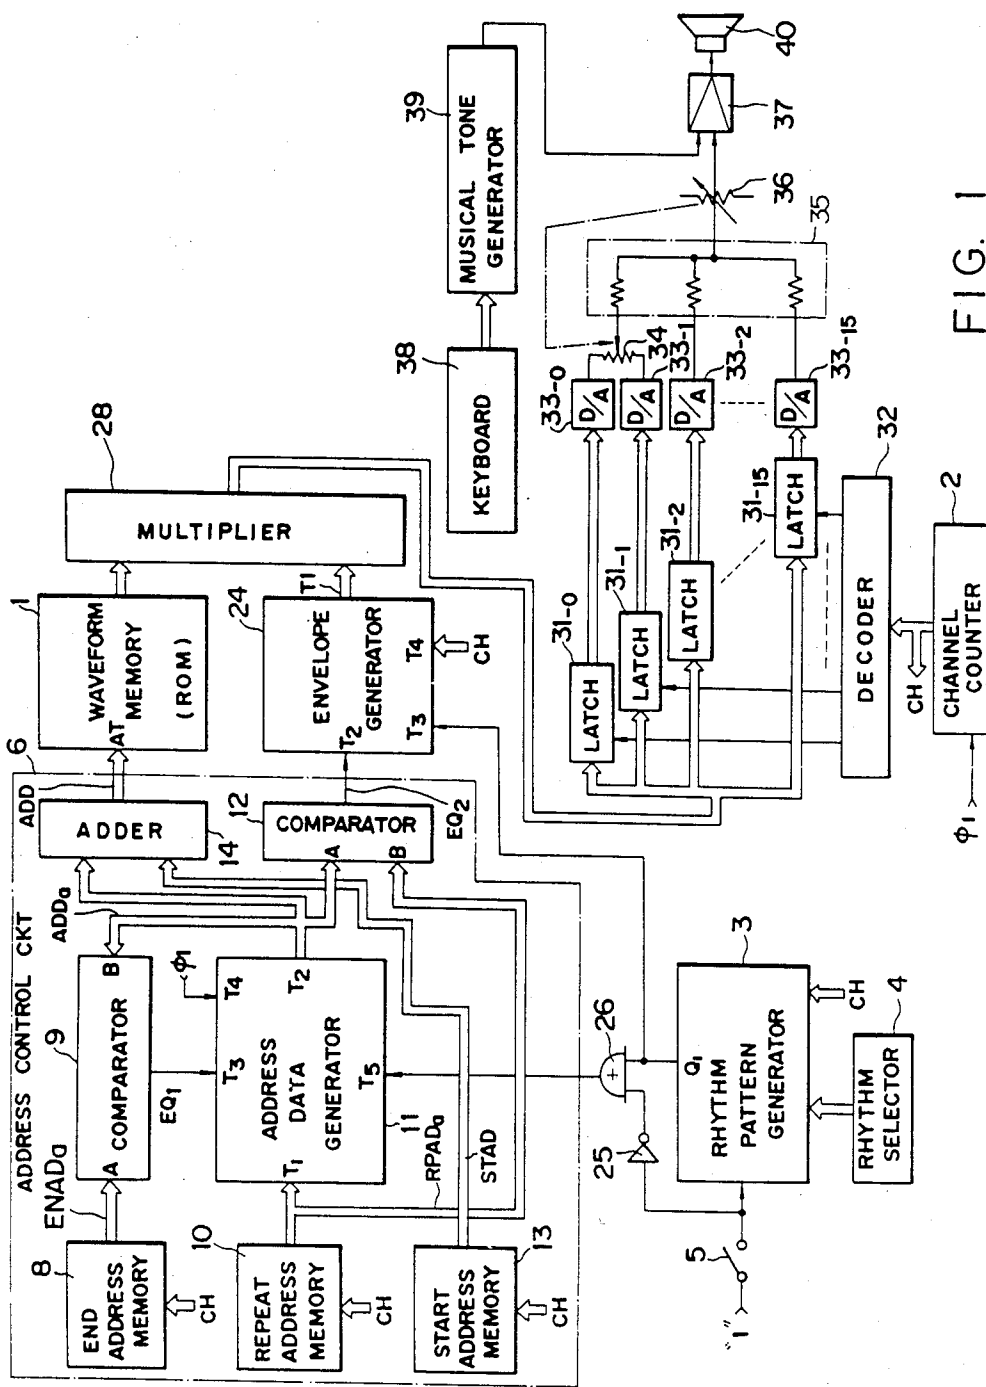 ADDRESS CONTROL CKT
6
8
END
ADDRESS
MEMORY
CH
ENADa
9
A
COMPARATOR
B
EQ1
ADDa
10
REPEAT
ADDRESS
MEMORY
CH
T1
T3
T4
T2
T5
ADDRESS
DATA
GENERATOR
11
φ1
RPADa
STAD
START
ADDRESS
MEMORY
13
CH
ADDER
14
ADD
12
COMPARATOR
A
B
EQ2
1
AT
WAVEFORM
MEMORY
(ROM)
24
ENVELOPE
GENERATOR
T2
T3
T4
T1
CH
28
MULTIPLIER
"1"
5
25
26
Q1
RHYTHM
PATTERN
GENERATOR
3
CH
RHYTHM
SELECTOR
4
38
KEYBOARD
39
MUSICAL TONE
GENERATOR
31-0
LATCH
31-1
LATCH
31-2
LATCH
31-15
LATCH
33-0
D/A
33-1
D/A
33-2
D/A
33-15
D/A
34
35
36
37
40
DECODER
32
CH
CHANNEL
COUNTER
2
φ1
FIG. 1